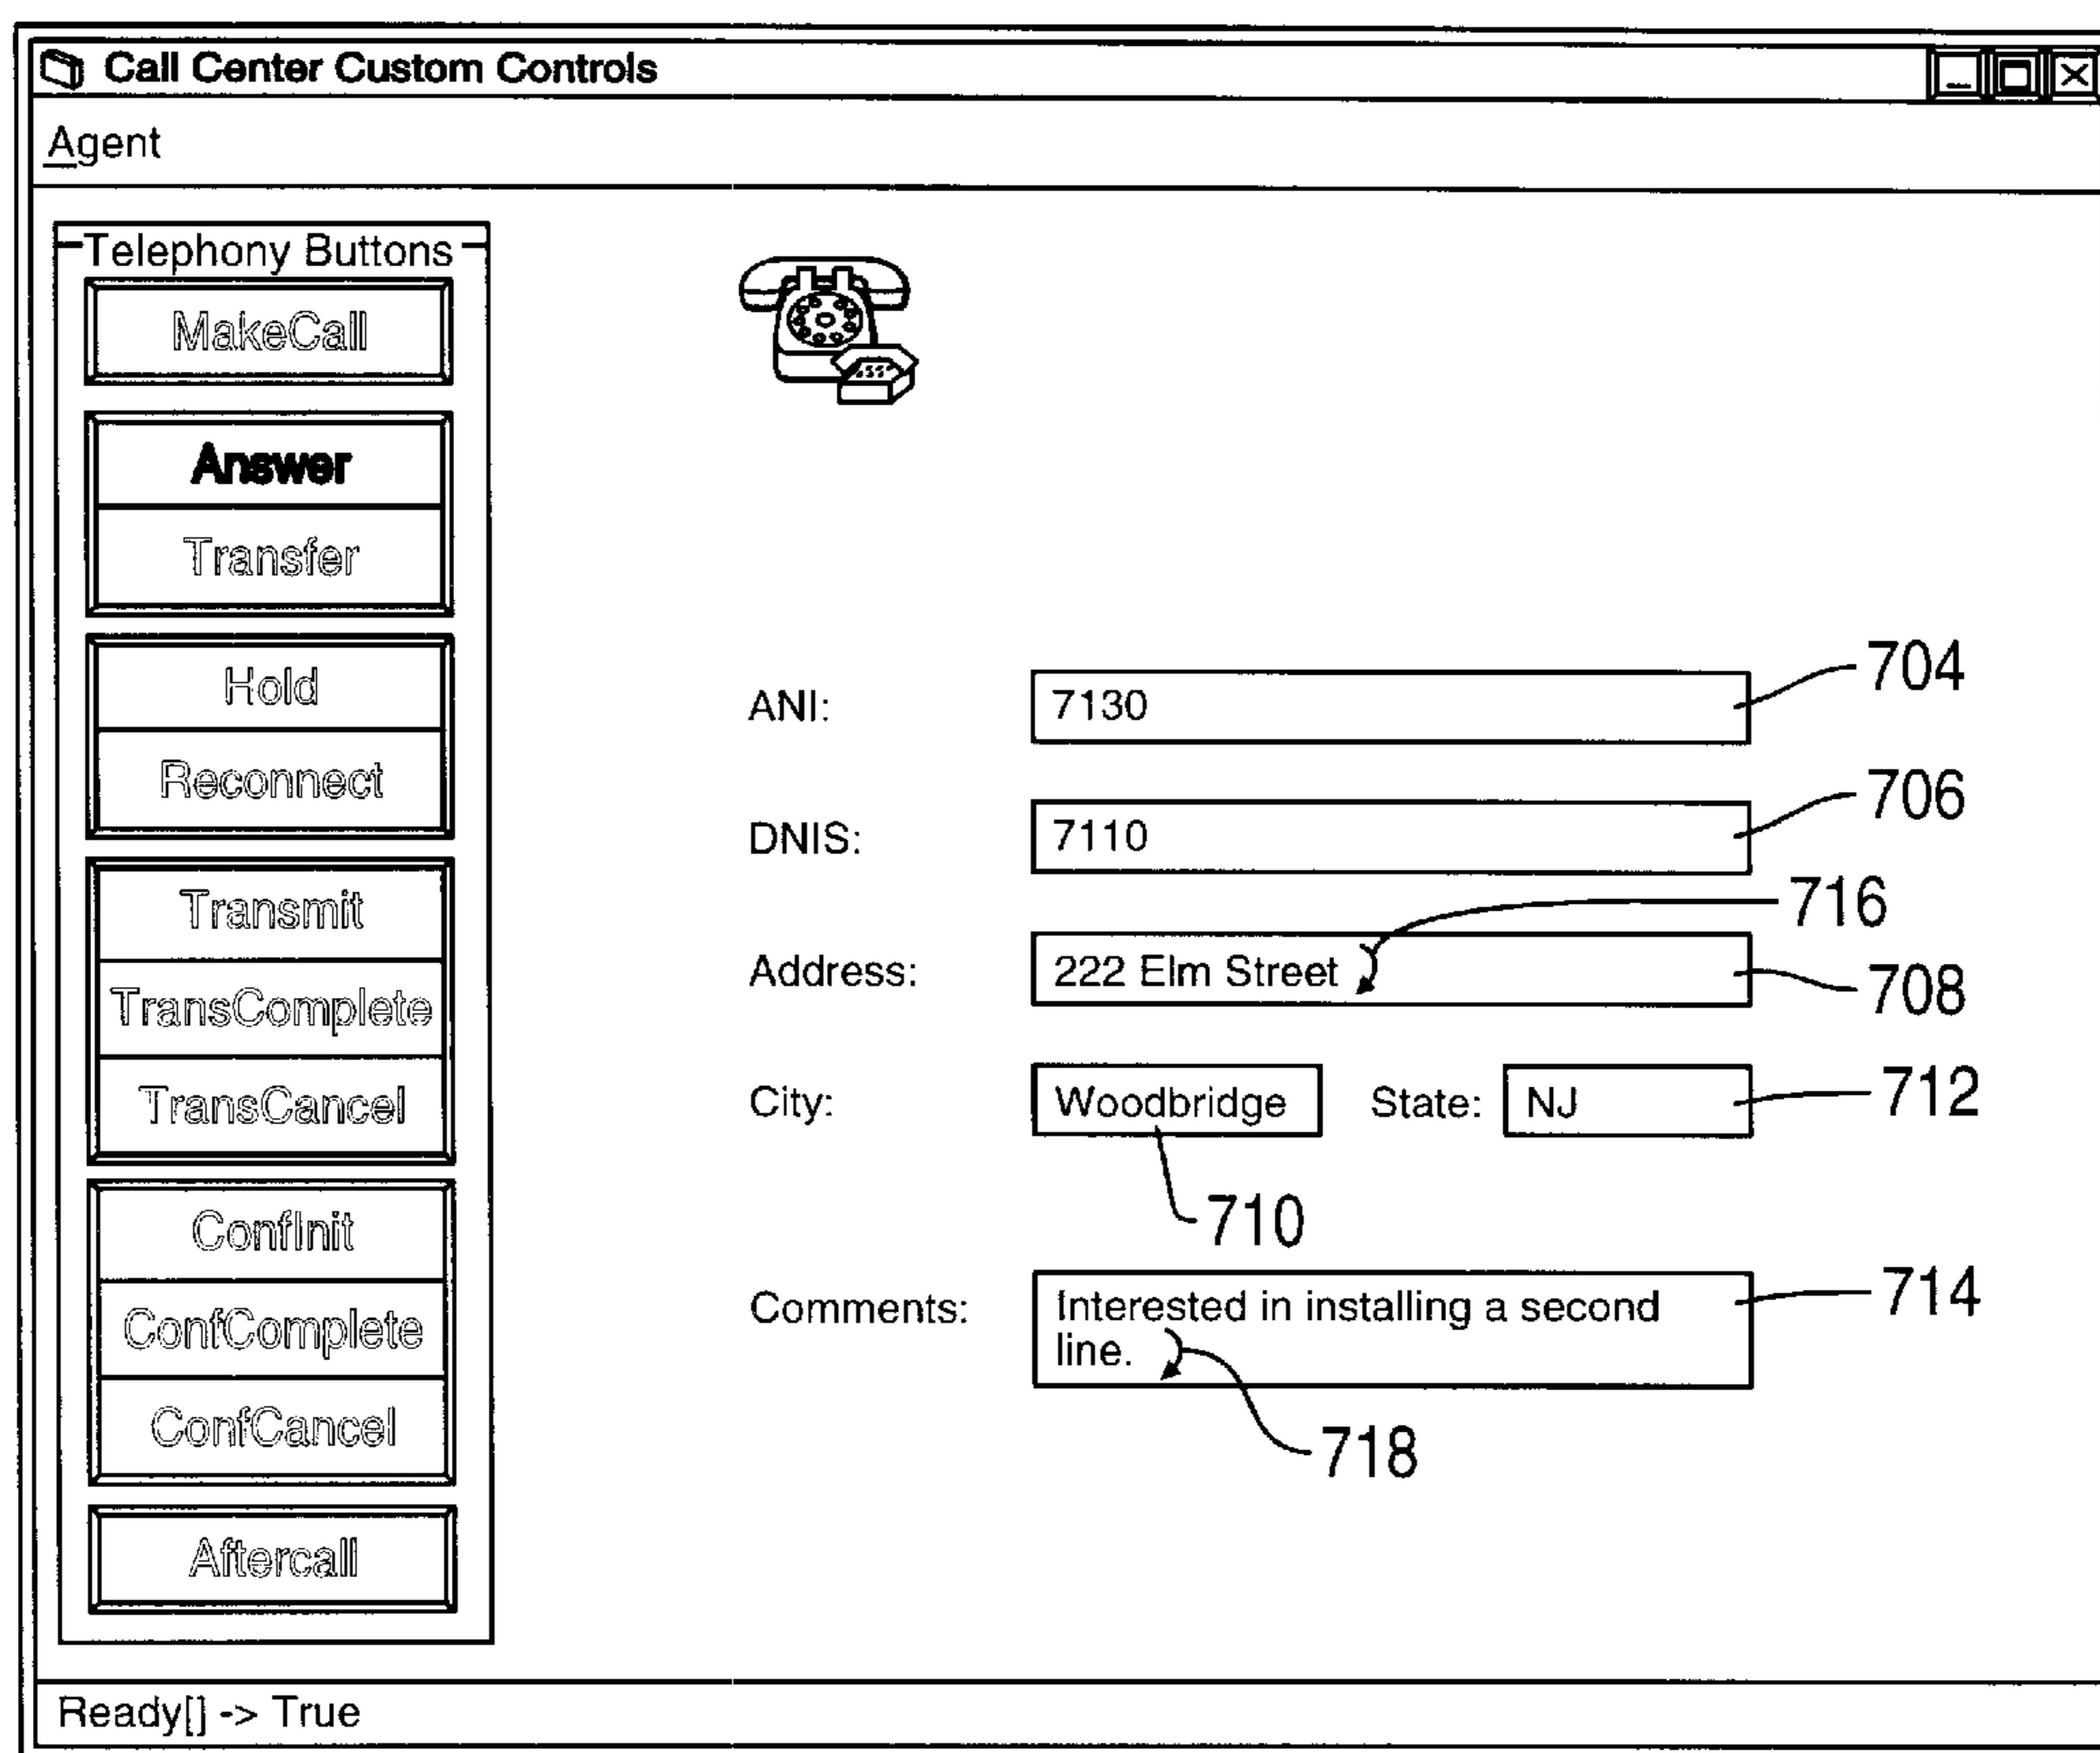 Call Center Custom Controls
Agent
Telephony Buttons
MakeCall
Answer
Transfer
Hold
Reconnect
Transmit
TransComplete
TransCancel
ConfInit
ConfComplete
ConfCancel
Aftercall
ANI: 7130 704
DNIS: 7110 706
716
Address: 222 Elm Street 708
City: Woodbridge State: NJ 712
710
Comments: Interested in installing a second 714
line.
718
Ready[] -> True